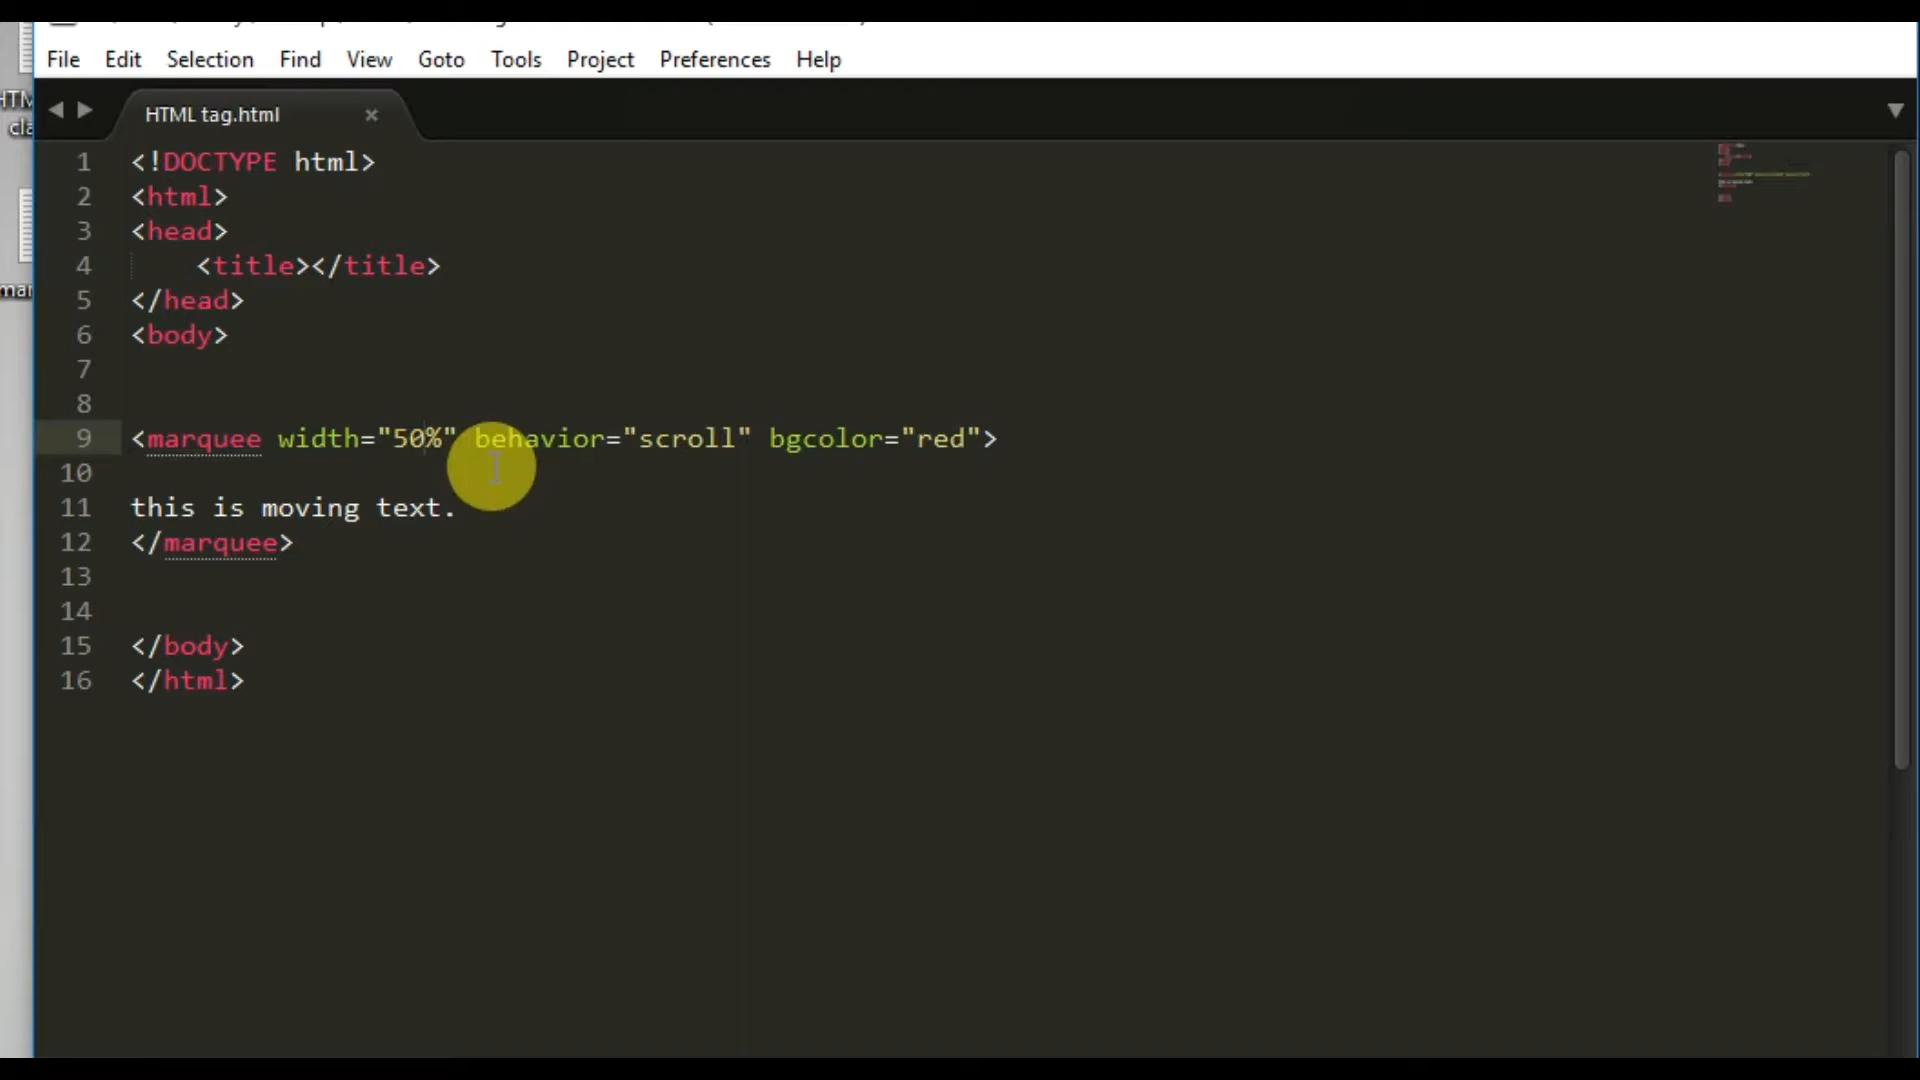 File Edit Selection Find View Goto Tools Project Preferences Help
HTML tag.html
1 <!DOCTYPE html>
2 <html>
3 <head>
4 <title></title>
5 </head>
6 <body>
7
8
9 <marquee width="50%" behavior="scroll" bgcolor="red">
10
11 this is moving text.
12 </marquee>
13
14
15 </body>
16 </html>